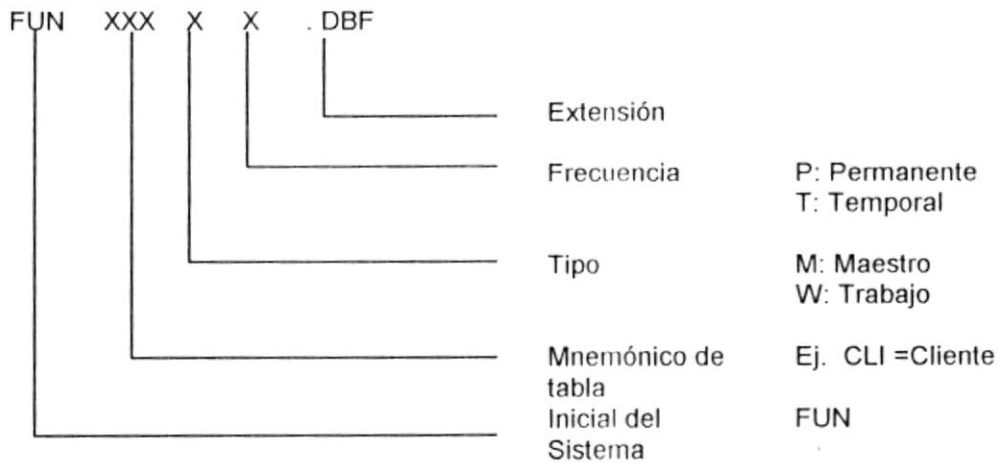 FUN XXX X X . DBF
Extensión
Frecuencia P: Permanente
T: Temporal
Tipo M: Maestro
W: Trabajo
Mnemónico de Ej. CLI =Cliente
tabla
Inicial del FUN
Sistema